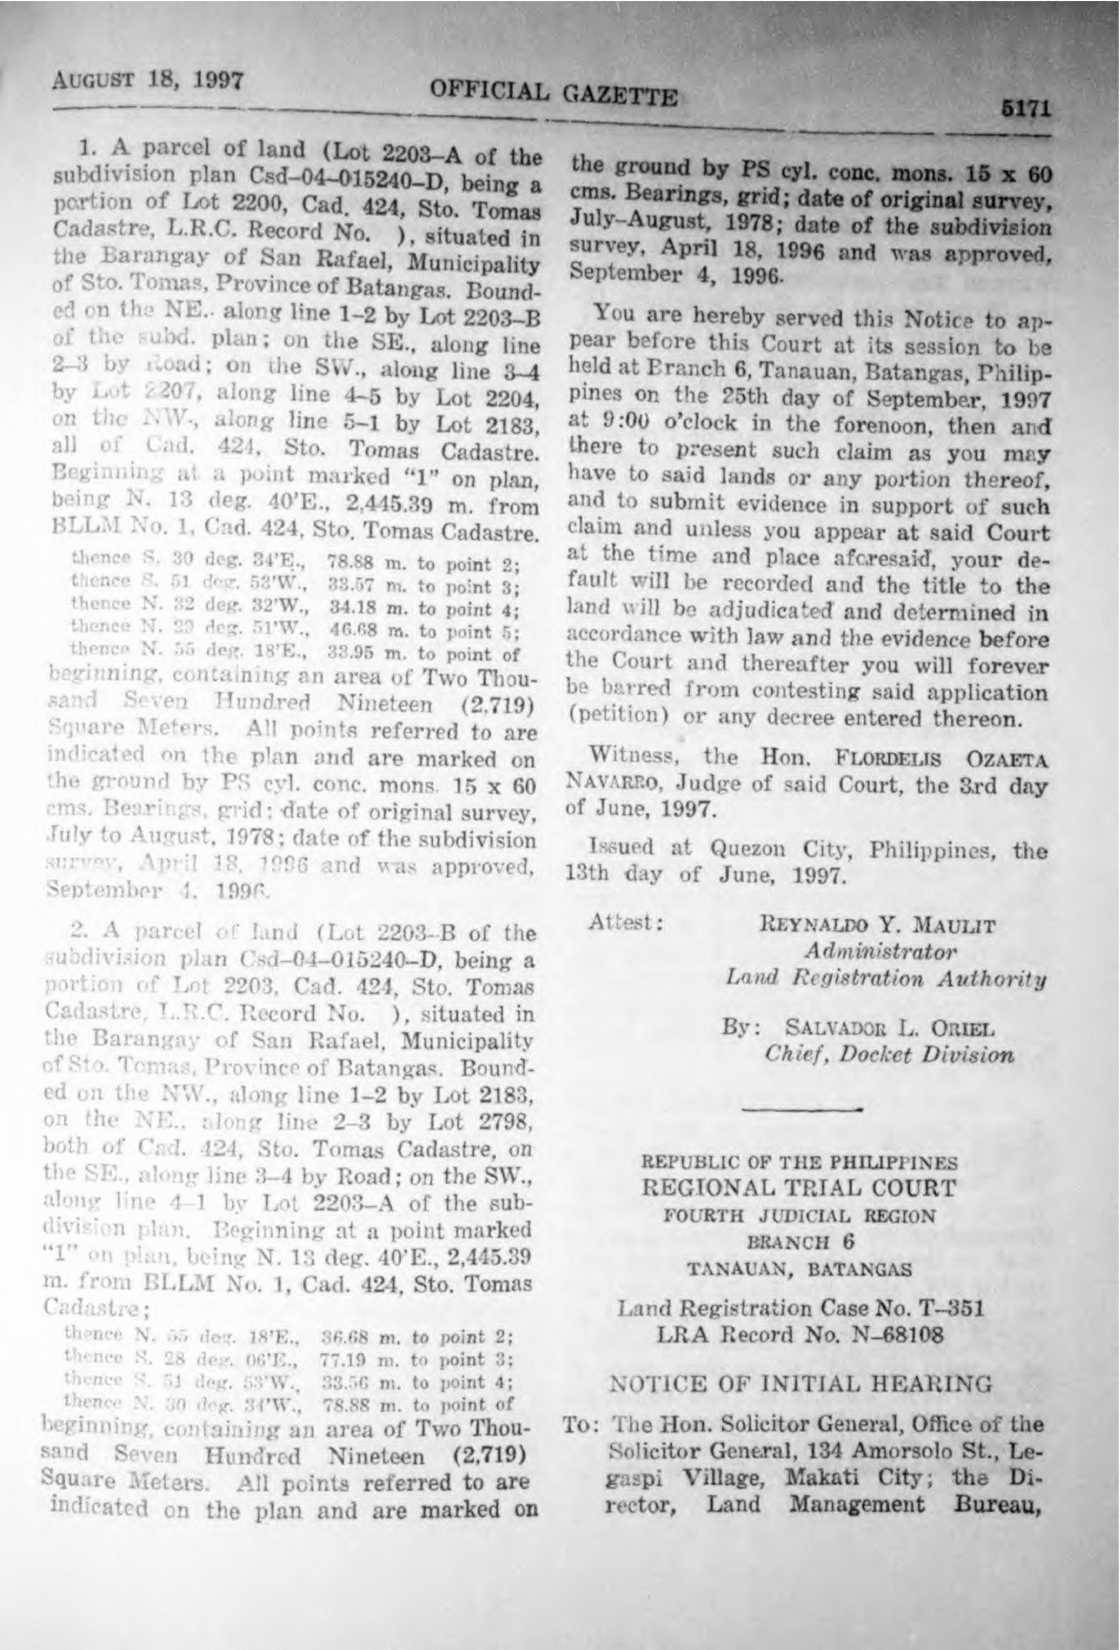 AUGUST 18, 1997
OFFICIAL GAZETTE
5171
1. A parcel of land (Lot 2203–A of the
subdivision plan Csd–04–015240–D, being a
portion of Lot 2200, Cad. 424, Sto. Tomas
Cadastre, L.R.C. Record No. ), situated in
the Barangay of San Rafael, Municipality
of Sto. Tomas, Province of Batangas. Bound-
ed on the NE.. along line 1–2 by Lot 2203–B
of the subd. plan; on the SE., along line
2–3 by Road; on the SW., along line 3–4
by Lot 2207, along line 4–5 by Lot 2204,
on the NW., along line 5–1 by Lot 2183,
all of Cad. 424, Sto. Tomas Cadastre.
Beginning at a point marked “1” on plan,
being N. 13 deg. 40’E., 2,445.39 m. from
BLLM No. 1, Cad. 424, Sto. Tomas Cadastre.
thence S. 30 deg. 34’E., 78.88 m. to point 2;
thence S. 51 deg. 53’W., 33.57 m. to point 3;
thence N. 32 deg. 32’W., 34.18 m. to point 4;
thence N. 29 deg. 51’W., 46.68 m. to point 5;
thence N. 55 deg. 18’E., 33.95 m. to point of
beginning, containing an area of Two Thou-
sand Seven Hundred Nineteen (2,719)
Square Meters. All points referred to are
indicated on the plan and are marked on
the ground by PS cyl. conc. mons. 15 x 60
cms. Bearings, grid; date of original survey,
July to August, 1978; date of the subdivision
survey, April 18, 1996 and was approved,
September 4, 1996.
2. A parcel of land (Lot 2203–B of the
subdivision plan Csd–04–015240–D, being a
portion of Lot 2203, Cad. 424, Sto. Tomas
Cadastre, L.R.C. Record No. ), situated in
the Barangay of San Rafael, Municipality
of Sto. Tomas, Province of Batangas. Bound-
ed on the NW., along line 1–2 by Lot 2183,
on the NE., along line 2–3 by Lot 2798,
both of Cad. 424, Sto. Tomas Cadastre, on
the SE., along line 3–4 by Road; on the SW.,
along line 4–1 by Lot 2203–A of the sub-
division plan. Beginning at a point marked
“1” on plan, being N. 13 deg. 40’E., 2,445.39
m. from BLLM No. 1, Cad. 424, Sto. Tomas
Cadastre;
thence N. 55 deg. 18’E., 36.68 m. to point 2;
thence S. 28 deg. 06’E., 77.19 m. to point 3;
thence S. 51 deg. 53’W., 33.56 m. to point 4;
thence N. 30 deg. 34’W., 78.88 m. to point of
beginning, containing an area of Two Thou-
sand Seven Hundred Nineteen (2,719)
Square Meters. All points referred to are
indicated on the plan and are marked on
the ground by PS cyl. conc. mons. 15 x 60
cms. Bearings, grid; date of original survey,
July–August, 1978; date of the subdivision
survey, April 18, 1996 and was approved,
September 4, 1996.
You are hereby served this Notice to ap-
pear before this Court at its session to be
held at Branch 6, Tanauan, Batangas, Philip-
pines on the 25th day of September, 1997
at 9:00 o’clock in the forenoon, then and
there to present such claim as you may
have to said lands or any portion thereof,
and to submit evidence in support of such
claim and unless you appear at said Court
at the time and place aforesaid, your de-
fault will be recorded and the title to the
land will be adjudicated and determined in
accordance with law and the evidence before
the Court and thereafter you will forever
be barred from contesting said application
(petition) or any decree entered thereon.
Witness, the Hon. FLORDELIS OZAETA
NAVARRO, Judge of said Court, the 3rd day
of June, 1997.
Issued at Quezon City, Philippines, the
13th day of June, 1997.
Attest: REYNALDO Y. MAULIT
Administrator
Land Registration Authority
By: SALVADOR L. ORIEL
Chief, Docket Division
REPUBLIC OF THE PHILIPPINES
REGIONAL TRIAL COURT
FOURTH JUDICIAL REGION
BRANCH 6
TANAUAN, BATANGAS
Land Registration Case No. T–351
LRA Record No. N–68108
NOTICE OF INITIAL HEARING
To: The Hon. Solicitor General, Office of the
Solicitor General, 134 Amorsolo St., Le-
gaspi Village, Makati City; the Di-
rector, Land Management Bureau,